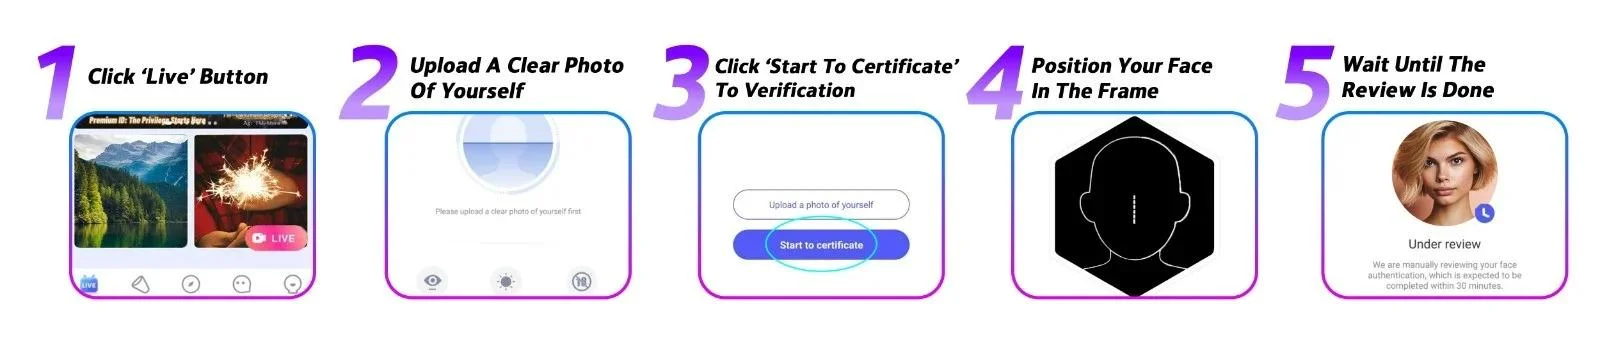 1
Click ‘Live’ Button
Premium ID: The Privilege Starts Here
LIVE
LIVE
2
Upload A Clear Photo
Of Yourself
Please upload a clear photo of yourself first
18
3
Click ‘Start To Certificate’
To Verification
Upload a photo of yourself
Start to certificate
4
Position Your Face
In The Frame
5
Wait Until The
Review Is Done
Under review
We are manually reviewing your face
authentication, which is expected to be
completed within 30 minutes.